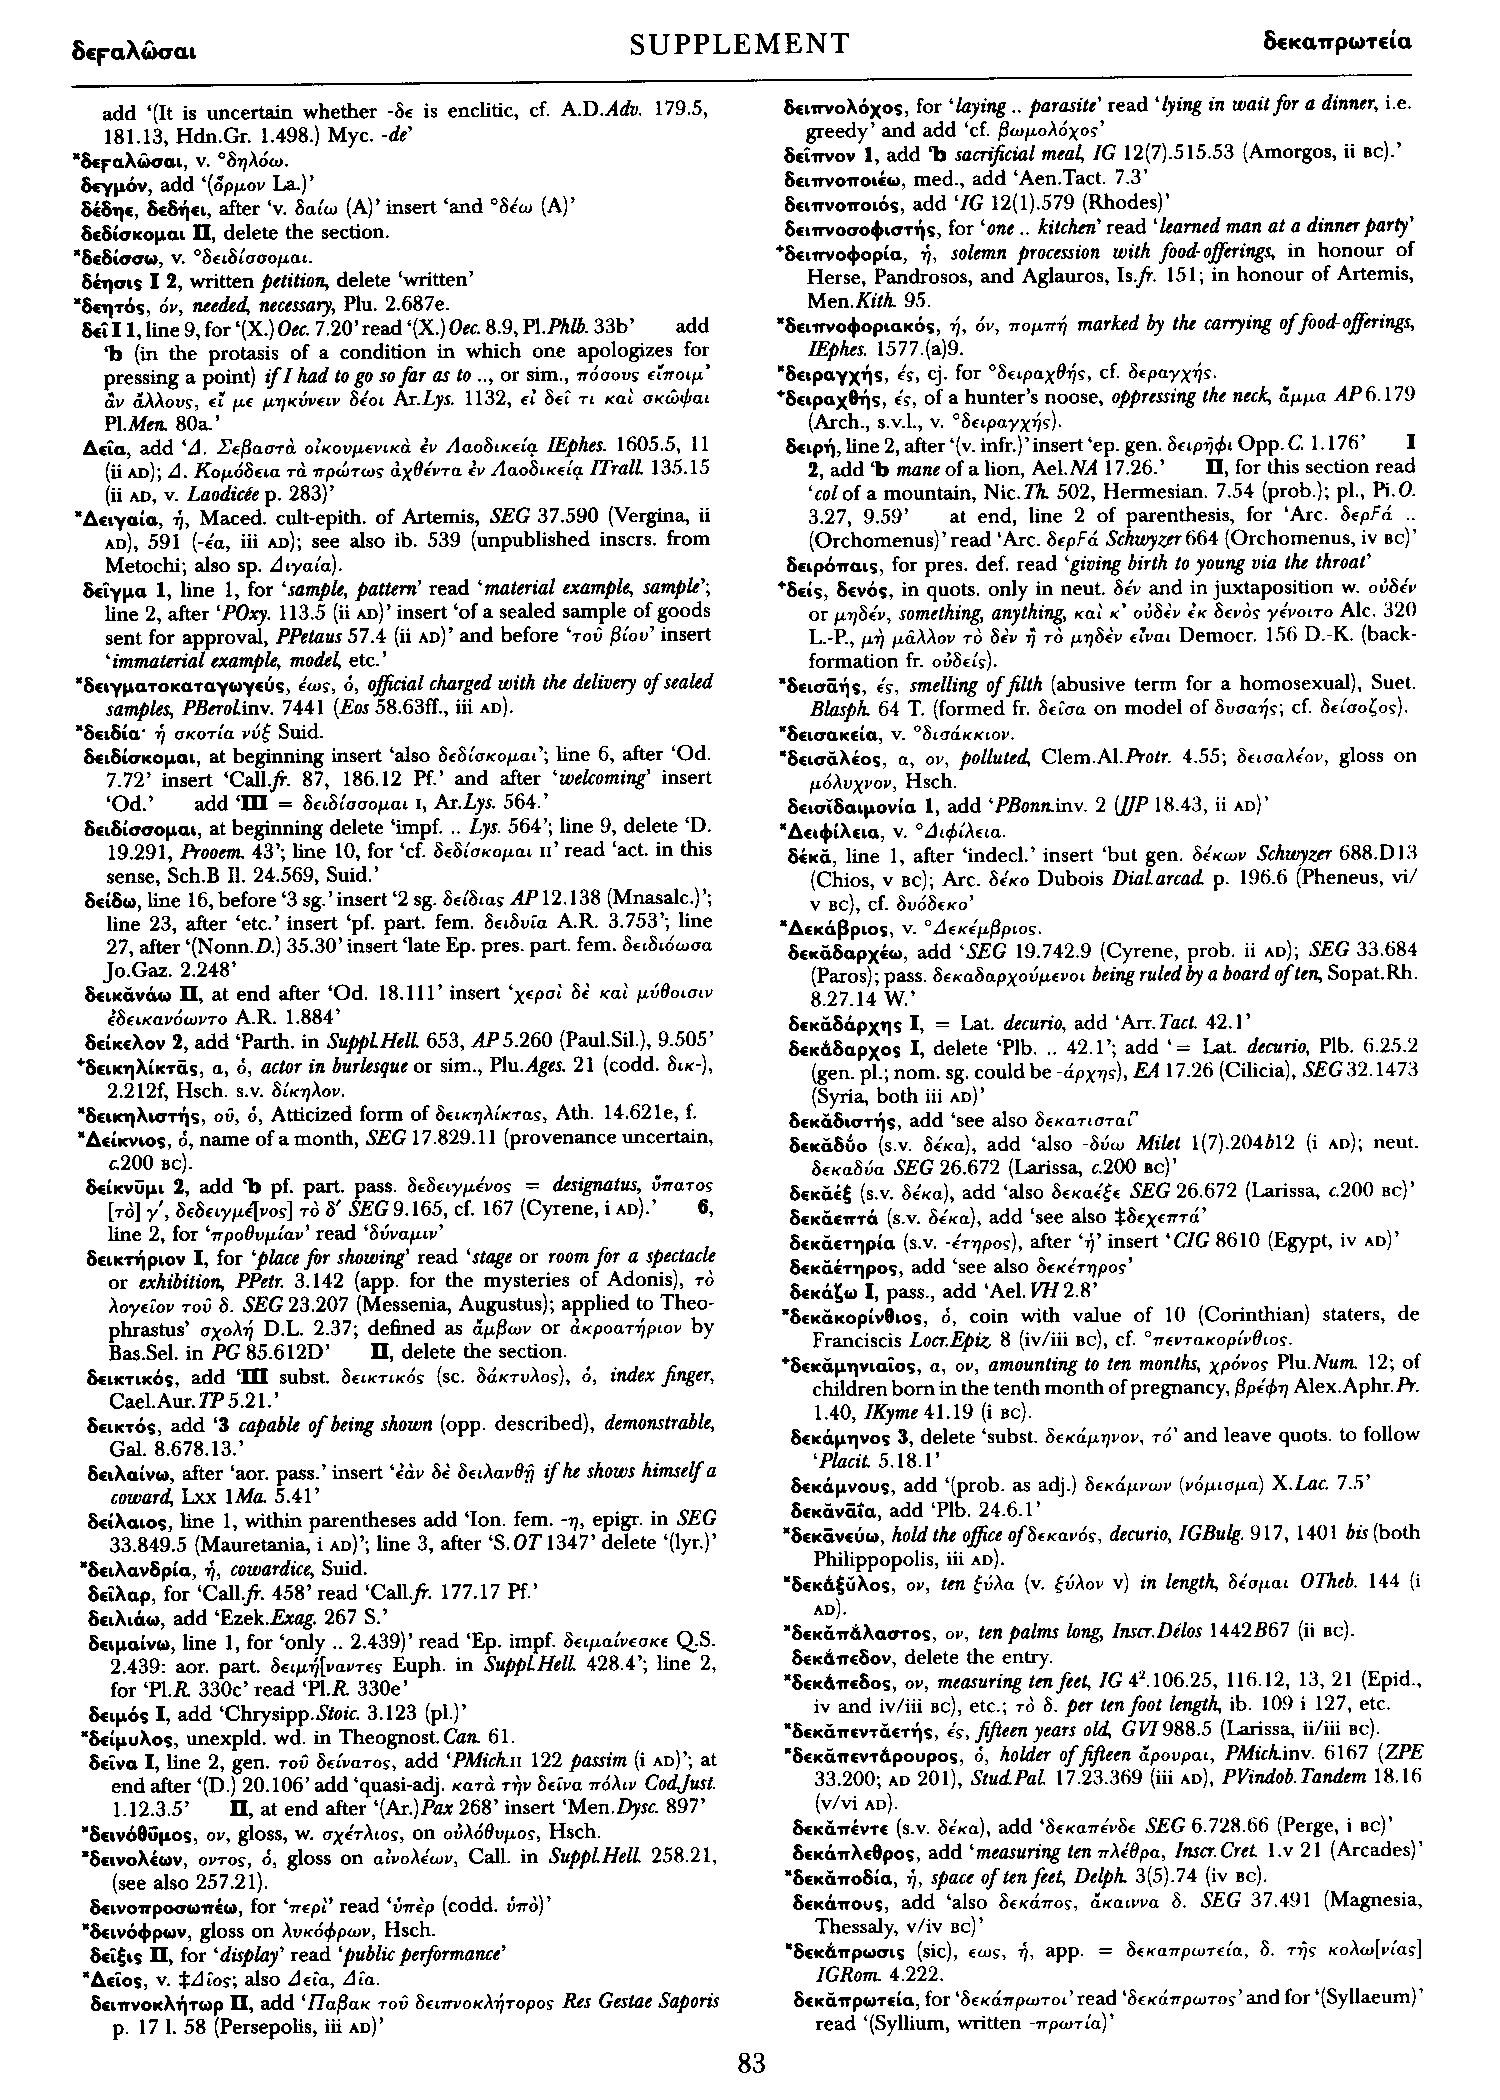 δεϝαλῶσαι
SUPPLEMENT
δεκαπρωτεία
add ‘(It is uncertain whether -δε is enclitic, cf. A.D.Adv. 179.5,
181.13, Hdn.Gr. 1.498.) Myc. -de’
*δεϝαλῶσαι, v. °δηλόω.
δεγμόν, add ‘(ὅρμον La.)’
δέδηε, δεδήει, after ‘v. δαίω (A)’ insert ‘and °δέω (A)’
δεδίσκομαι II, delete the section.
*δεδίσσω, v. °δειδίσσομαι.
δέησις I 2, written petition, delete ‘written’
*δεητός, όν, needed, necessary, Plu. 2.687e.
δεῖ I 1, line 9, for ‘(X.) Oec. 7.20’ read ‘(X.) Oec. 8.9, Pl.Phlb. 33b’ add
‘b (in the protasis of a condition in which one apologizes for
pressing a point) if I had to go so far as to .., or sim., πόσους εἴποιμ’
ἂν ἄλλους, εἴ με μηκύνειν δέοι Ar.Lys. 1132, εἰ δεῖ τι καὶ σκῶψαι
Pl.Men. 80a.’
Δεῖα, add ‘Δ. Σεβαστὰ οἰκουμενικὰ ἐν Λαοδικείᾳ IEphes. 1605.5, 11
(ii AD); Δ. Κομόδεια τὰ πρώτως ἀχθέντα ἐν Λαοδικείᾳ ITrall. 135.15
(ii AD, v. Laodicée p. 283)’
*Δειγαία, ἡ, Maced. cult-epith. of Artemis, SEG 37.590 (Vergina, ii
AD), 591 (-έα, iii AD); see also ib. 539 (unpublished inscrs. from
Metochi; also sp. Διγαία).
δεῖγμα 1, line 1, for ‘sample, pattern’ read ‘material example, sample’;
line 2, after ‘POxy. 113.5 (ii AD)’ insert ‘of a sealed sample of goods
sent for approval, PPetaus 57.4 (ii AD)’ and before ‘τοῦ βίου’ insert
‘immaterial example, model, etc.’
*δειγματοκαταγωγεύς, έως, ὁ, official charged with the delivery of sealed
samples, PBerol.inv. 7441 (Eos 58.63ff., iii AD).
*δειδία· ἡ σκοτία νύξ Suid.
δειδίσκομαι, at beginning insert ‘also δεδίσκομαι’; line 6, after ‘Od.
7.72’ insert ‘Call.fr. 87, 186.12 Pf.’ and after ‘welcoming’ insert
‘Od.’ add ‘III = δειδίσσομαι I, Ar.Lys. 564.’
δειδίσσομαι, at beginning delete ‘impf. .. Lys. 564’; line 9, delete ‘D.
19.291, Prooem. 43’; line 10, for ‘cf. δεδίσκομαι II’ read ‘act. in this
sense, Sch.B Il. 24.569, Suid.’
δείδω, line 16, before ‘3 sg.’ insert ‘2 sg. δείδιας AP 12.138 (Mnasalc.)’;
line 23, after ‘etc.’ insert ‘pf. part. fem. δειδυῖα A.R. 3.753’; line
27, after ‘(Nonn.D.) 35.30’ insert ‘late Ep. pres. part. fem. δειδιόωσα
Jo.Gaz. 2.248’
δεικᾰνάω II, at end after ‘Od. 18.111’ insert ‘χερσὶ δὲ καὶ μύθοισιν
ἐδεικανόωντο A.R. 1.884’
δείκελον 2, add ‘Parth. in Suppl.Hell. 653, AP 5.260 (Paul.Sil.), 9.505’
⁺δεικηλίκτᾱς, α, ὁ, actor in burlesque or sim., Plu.Ages. 21 (codd. δικ-),
2.212f, Hsch. s.v. δίκηλον.
*δεικηλιστής, οῦ, ὁ, Atticized form of δεικηλίκτας, Ath. 14.621e, f.
*Δείκνιος, ὁ, name of a month, SEG 17.829.11 (provenance uncertain,
c.200 BC).
δείκνῡμι 2, add ‘b pf. part. pass. δεδειγμένος = designatus, ὕπατος
[τὸ] γʹ, δεδειγμέ[νος] τὸ δʹ SEG 9.165, cf. 167 (Cyrene, i AD).’ 6,
line 2, for ‘προθυμίαν’ read ‘δύναμιν’
δεικτήριον I, for ‘place for showing’ read ‘stage or room for a spectacle
or exhibition, PPetr. 3.142 (app. for the mysteries of Adonis), τὸ
λογεῖον τοῦ δ. SEG 23.207 (Messenia, Augustus); applied to Theo-
phrastus’ σχολή D.L. 2.37; defined as ἄμβων or ἀκροατήριον by
Bas.Sel. in PG 85.612D’ II, delete the section.
δεικτικός, add ‘III subst. δεικτικός (sc. δάκτυλος), ὁ, index finger,
Cael.Aur.TP 5.21.’
δεικτός, add ‘3 capable of being shown (opp. described), demonstrable,
Gal. 8.678.13.’
δειλαίνω, after ‘aor. pass.’ insert ‘ἐὰν δὲ δειλανθῇ if he shows himself a
coward, LXX 1Ma. 5.41’
δείλαιος, line 1, within parentheses add ‘Ion. fem. -η, epigr. in SEG
33.849.5 (Mauretania, i AD)’; line 3, after ‘S.OT 1347’ delete ‘(lyr.)’
*δειλανδρία, ἡ, cowardice, Suid.
δεῖλαρ, for ‘Call.fr. 458’ read ‘Call.fr. 177.17 Pf.’
δειλιάω, add ‘Ezek.Exag. 267 S.’
δειμαίνω, line 1, for ‘only .. 2.439)’ read ‘Ep. impf. δειμαίνεσκε Q.S.
2.439: aor. part. δειμή[ναντες Euph. in Suppl.Hell. 428.4’; line 2,
for ‘Pl.R. 330c’ read ‘Pl.R. 330e’
δειμός I, add ‘Chrysipp.Stoic. 3.123 (pl.)’
*δείμυλος, unexpld. wd. in Theognost.Can. 61.
δεῖνα I, line 2, gen. τοῦ δείνατος, add ‘PMich.II 122 passim (i AD)’; at
end after ‘(D.) 20.106’ add ‘quasi-adj. κατὰ τὴν δεῖνα πόλιν Cod.Just.
1.12.3.5’ II, at end after ‘(Ar.)Pax 268’ insert ‘Men.Dysc. 897’
*δεινόθῡμος, ον, gloss, w. σχέτλιος, on οὐλόθυμος, Hsch.
*δεινολέων, οντος, ὁ, gloss on αἰνολέων, Call. in Suppl.Hell. 258.21,
(see also 257.21).
δεινοπροσωπέω, for ‘περί’ read ‘ὑπὲρ (codd. ὑπὸ)’
*δεινόφρων, gloss on λυκόφρων, Hsch.
δεῖξις II, for ‘display’ read ‘public performance’
*Δεῖος, v. ‡Δῖος; also Δεῖα, Δῖα.
δειπνοκλήτωρ II, add ‘Παβακ τοῦ δειπνοκλήτορος Res Gestae Saporis
p. 17 l. 58 (Persepolis, iii AD)’
δειπνολόχος, for ‘laying .. parasite’ read ‘lying in wait for a dinner, i.e.
greedy’ and add ‘cf. βωμολόχος’
δεῖπνον 1, add ‘b sacrificial meal, IG 12(7).515.53 (Amorgos, ii BC).’
δειπνοποιέω, med., add ‘Aen.Tact. 7.3’
δειπνοποιός, add ‘IG 12(1).579 (Rhodes)’
δειπνοσοφιστής, for ‘one .. kitchen’ read ‘learned man at a dinner party’
⁺δειπνοφορία, ἡ, solemn procession with food-offerings, in honour of
Herse, Pandrosos, and Aglauros, Is.fr. 151; in honour of Artemis,
Men.Kith. 95.
*δειπνοφοριακός, ή, όν, πομπή marked by the carrying of food-offerings,
IEphes. 1577.(a)9.
*δειραγχής, ές, cj. for °δειραχθής, cf. δεραγχής.
⁺δειραχθής, ές, of a hunter’s noose, oppressing the neck, ἅμμα AP 6.179
(Arch., s.v.l., v. °δειραγχής).
δειρή, line 2, after ‘(v. infr.)’ insert ‘ep. gen. δειρῆφι Opp.C. 1.176’ I
2, add ‘b mane of a lion, Ael.NA 17.26.’ II, for this section read
‘col of a mountain, Nic.Th. 502, Hermesian. 7.54 (prob.); pl., Pi.O.
3.27, 9.59’ at end, line 2 of parenthesis, for ‘Arc. δερϝά ..
(Orchomenus)’ read ‘Arc. δερϝά Schwyzer 664 (Orchomenus, iv BC)’
δειρόπαις, for pres. def. read ‘giving birth to young via the throat’
⁺δείς, δενός, in quots. only in neut. δέν and in juxtaposition w. οὐδέν
or μηδέν, something, anything, καὶ κ’ οὐδὲν ἐκ δενὸς γένοιτο Alc. 320
L.-P., μὴ μᾶλλον τὸ δὲν ἢ τὸ μηδὲν εἶναι Democr. 156 D.-K. (back-
formation fr. οὐδείς).
*δεισᾱής, ές, smelling of filth (abusive term for a homosexual), Suet.
Blasph. 64 T. (formed fr. δεῖσα on model of δυσαής; cf. δείσοζος).
*δεισακεία, v. °δισάκκιον.
*δεισᾰλέος, α, ον, polluted, Clem.Al.Protr. 4.55; δεισαλέον, gloss on
μόλυχνον, Hsch.
δεισῐδαιμονία 1, add ‘PBonn.inv. 2 (JJP 18.43, ii AD)’
*Δειφίλεια, v. °Διφίλεια.
δέκᾰ, line 1, after ‘indecl.’ insert ‘but gen. δέκων Schwyzer 688.D13
(Chios, v BC); Arc. δέκο Dubois Dial.arcad. p. 196.6 (Pheneus, vi/
v BC), cf. δυόδεκο’
*Δεκάβριος, v. °Δεκέμβριος.
δεκᾰδαρχέω, add ‘SEG 19.742.9 (Cyrene, prob. ii AD); SEG 33.684
(Paros); pass. δεκαδαρχούμενοι being ruled by a board of ten, Sopat.Rh.
8.27.14 W.’
δεκᾰδάρχης I, = Lat. decurio, add ‘Arr.Tact. 42.1’
δεκάδαρχος I, delete ‘Plb. .. 42.1’; add ‘= Lat. decurio, Plb. 6.25.2
(gen. pl.; nom. sg. could be -άρχης), EA 17.26 (Cilicia), SEG 32.1473
(Syria, both iii AD)’
δεκᾰδιστής, add ‘see also δεκατισταί’
δεκᾰδύο (s.v. δέκα), add ‘also -δύω Milet 1(7).204b12 (i AD); neut.
δεκαδύα SEG 26.672 (Larissa, c.200 BC)’
δεκᾰέξ (s.v. δέκα), add ‘also δεκαέξε SEG 26.672 (Larissa, c.200 BC)’
δεκᾰεπτά (s.v. δέκα), add ‘see also ‡δεχεπτά’
δεκᾰετηρία (s.v. -έτηρος), after ‘ἡ’ insert ‘CIG 8610 (Egypt, iv AD)’
δεκᾰέτηρος, add ‘see also δεκέτηρος’
δεκάζω I, pass., add ‘Ael.VH 2.8’
*δεκᾰκορίνθιος, ὁ, coin with value of 10 (Corinthian) staters, de
Franciscis Locr.Epiz. 8 (iv/iii BC), cf. °πεντακορίνθιος.
⁺δεκᾰμηνιαῖος, α, ον, amounting to ten months, χρόνος Plu.Num. 12; of
children born in the tenth month of pregnancy, βρέφη Alex.Aphr.Pr.
1.40, IKyme 41.19 (i BC).
δεκάμηνος 3, delete ‘subst. δεκάμηνον, τό’ and leave quots. to follow
‘Placit. 5.18.1’
δεκάμνους, add ‘(prob. as adj.) δεκάμνων (νόμισμα) X.Lac. 7.5’
δεκᾰνᾱΐα, add ‘Plb. 24.6.1’
*δεκᾱνεύω, hold the office of δεκανός, decurio, IGBulg. 917, 1401 bis (both
Philippopolis, iii AD).
*δεκάξῠλος, ον, ten ξύλα (v. ξύλον V) in length, δέσμαι OTheb. 144 (i
AD).
*δεκᾰπάλαστος, ον, ten palms long, Inscr.Délos 1442B67 (ii BC).
δεκάπεδον, delete the entry.
*δεκάπεδος, ον, measuring ten feet, IG 4².106.25, 116.12, 13, 21 (Epid.,
iv and iv/iii BC), etc.; τὸ δ. per ten foot length, ib. 109 i 127, etc.
*δεκᾰπεντᾰετής, ές, fifteen years old, GVI 988.5 (Larissa, ii/iii BC).
*δεκᾰπεντάρουρος, ὁ, holder of fifteen ἄρουραι, PMich.inv. 6167 (ZPE
33.200; AD 201), Stud.Pal. 17.23.369 (iii AD), PVindob.Tandem 18.16
(v/vi AD).
δεκᾰπέντε (s.v. δέκα), add ‘δεκαπένδε SEG 6.728.66 (Perge, i BC)’
δεκάπλεθρος, add ‘measuring ten πλέθρα, Inscr.Cret. 1.v 21 (Arcades)’
*δεκᾰποδία, ἡ, space of ten feet, Delph. 3(5).74 (iv BC).
δεκάπους, add ‘also δεκάπος, ἄκαιννα δ. SEG 37.491 (Magnesia,
Thessaly, v/iv BC)’
*δεκάπρωσις (sic), εως, ἡ, app. = δεκαπρωτεία, δ. τῆς κολω[νίας]
IGRom. 4.222.
δεκᾰπρωτεία, for ‘δεκάπρωτοι’ read ‘δεκάπρωτος’ and for ‘(Syllaeum)’
read ‘(Syllium, written -πρωτία)’
83